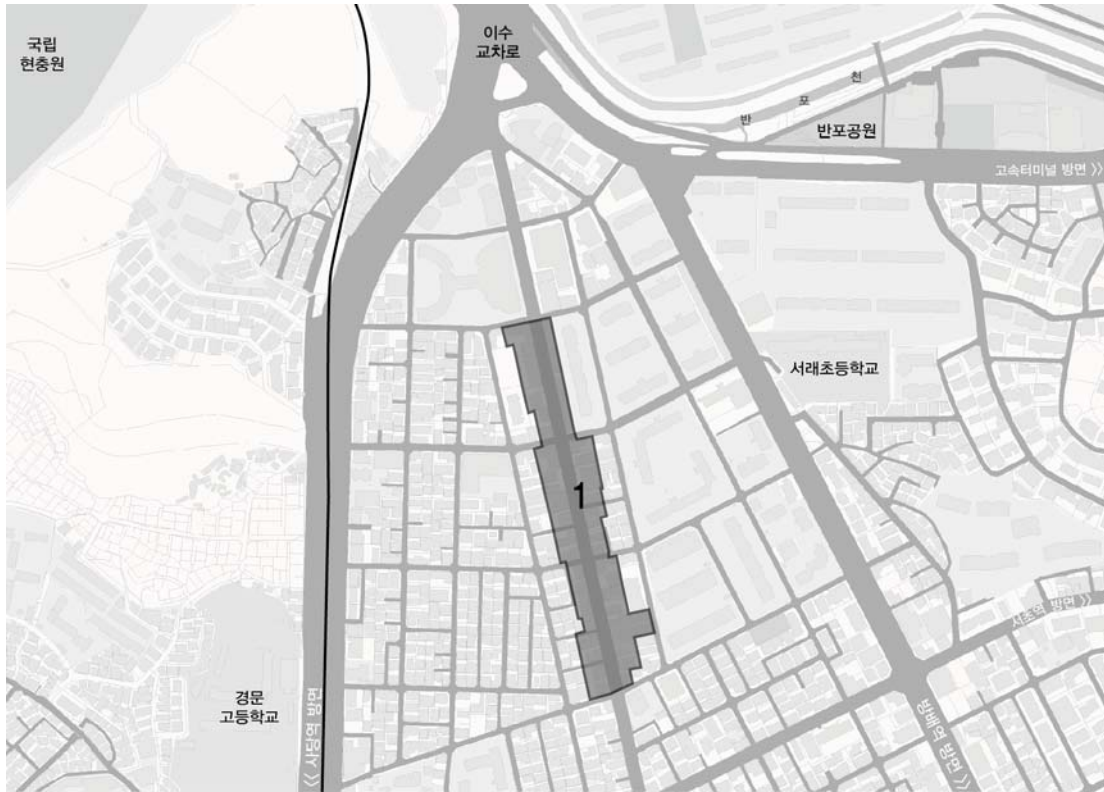 국립
현충원
이수
교차로
반 포 천
반포공원
고속터미널 방면 >>
서래초등학교
1
서초역 방면 >>
경문
고등학교
<< 사당역 방면
방배역 방면 >>